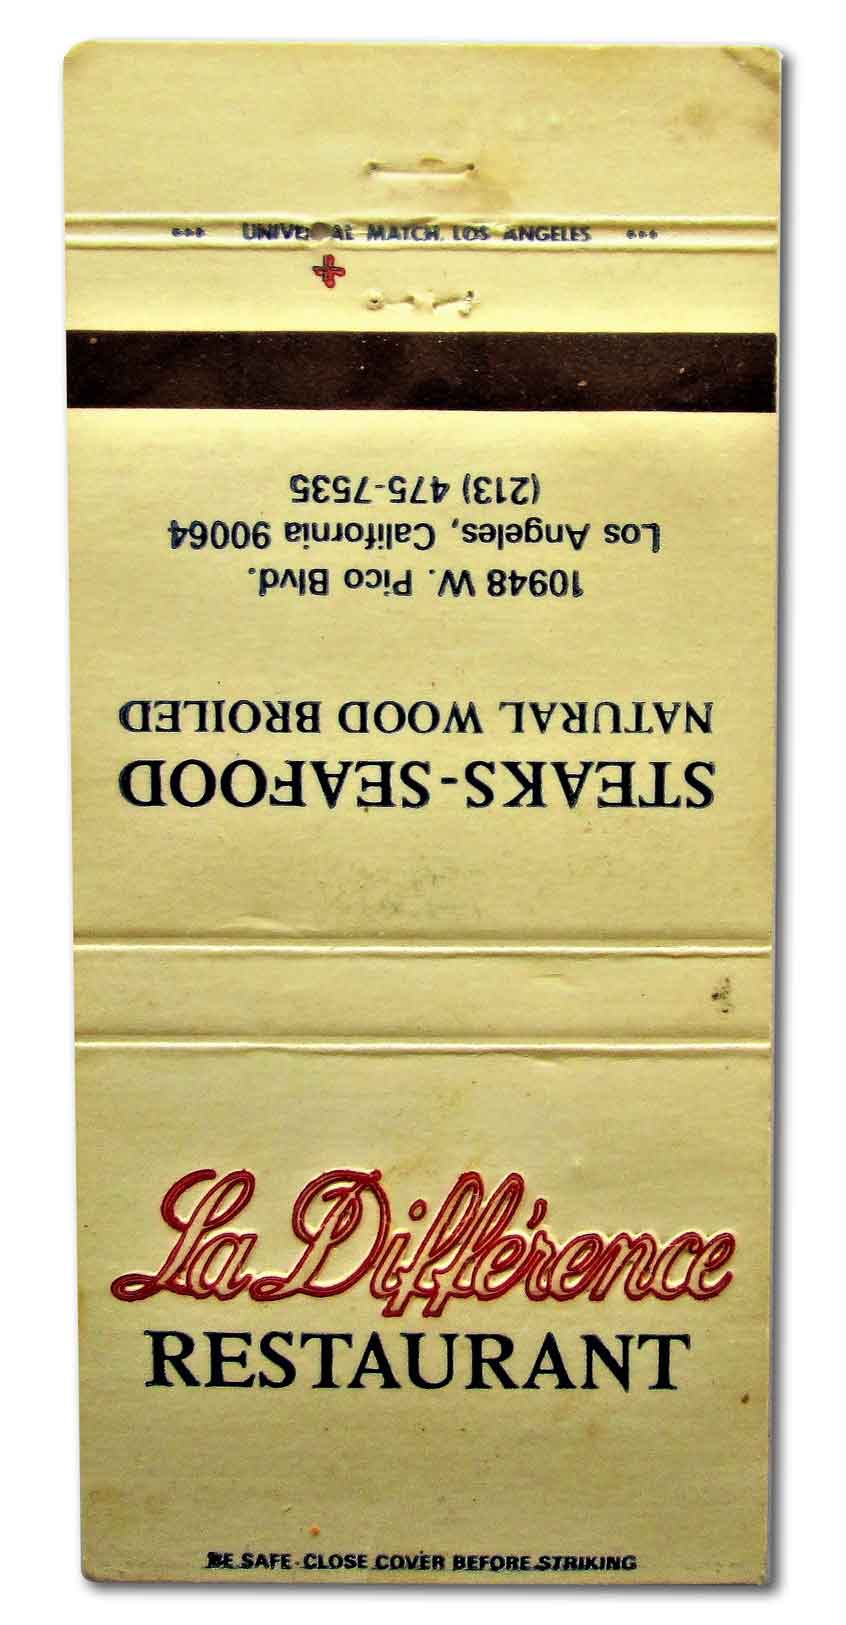 UNIVERSAL MATCH. LOS ANGELES
STEAKS-SEAFOOD
NATURAL WOOD BROILED
10948 W. Pico Blvd.
Los Angeles, California 90064
(213) 475-7535
La Différence
RESTAURANT
BE SAFE-CLOSE COVER BEFORE STRIKING